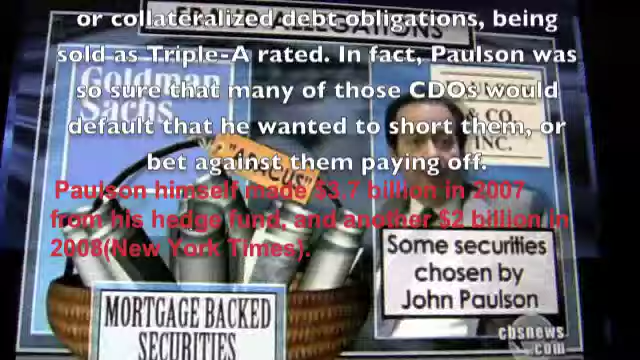 or collateralized debt obligations, being
FRAUD ALLEGATIONS
sold as Triple-A rated. In fact, Paulson was
Goldman
Sachs
so sure that many of those CDOs would
& CO.
INC.
default that he wanted to short them, or
bet against them paying off.
"ABACUS"
Paulson himself made $3.7 billion in 2007
from his hedge fund, and another $2 billion in
2008(New York Times).
Some securities
chosen by
John Paulson
MORTGAGE BACKED
SECURITIES
cbsnews
.com